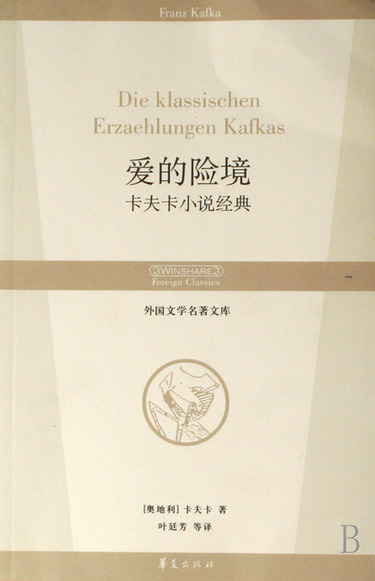 Franz Kafka
Die klassischen
Erzaehlungen Kafkas
爱的险境
卡夫卡小说经典
WINSHARE
Foreign Classics
外国文学名著文库
[奥地利] 卡夫卡 著
叶廷芳 等译
B
华夏出版社